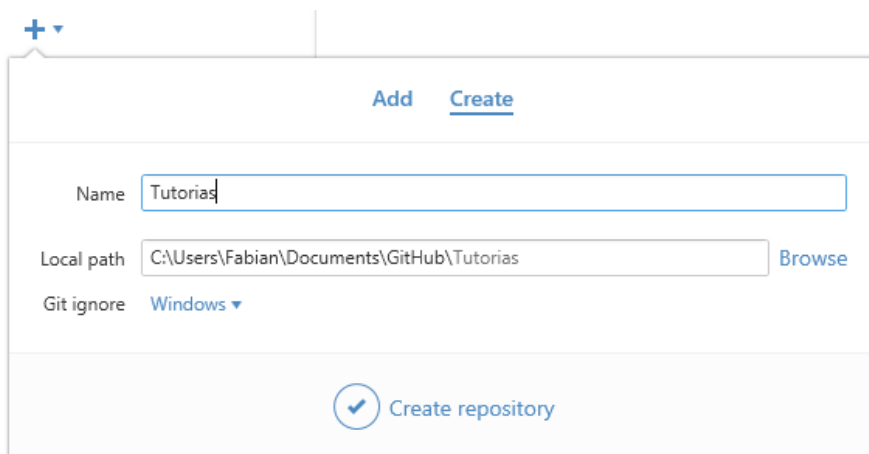 Add Create
Name Tutorias
Local path C:\Users\Fabian\Documents\GitHub\Tutorias Browse
Git ignore Windows
Create repository